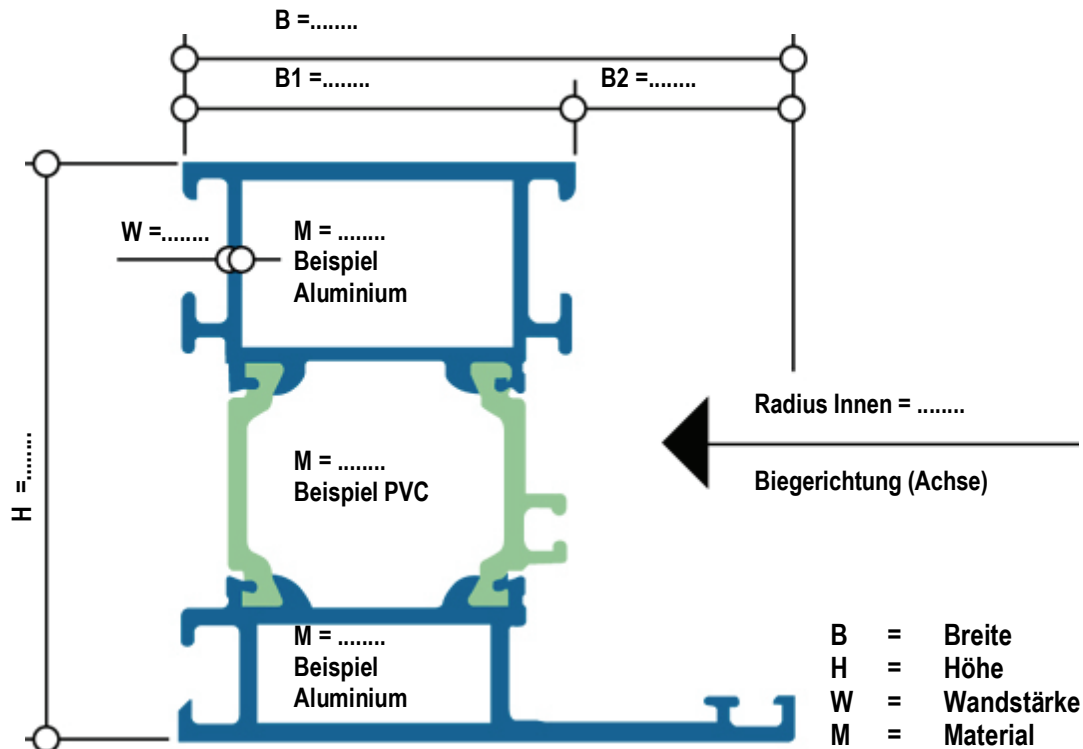 B =........
B1 =........
B2 =........
W =........
M = ........
Beispiel
Aluminium
Radius Innen = ........
H =........
M = ........
Beispiel PVC
Biegerichtung (Achse)
M = ........
Beispiel
Aluminium
B = Breite
H = Höhe
W = Wandstärke
M = Material